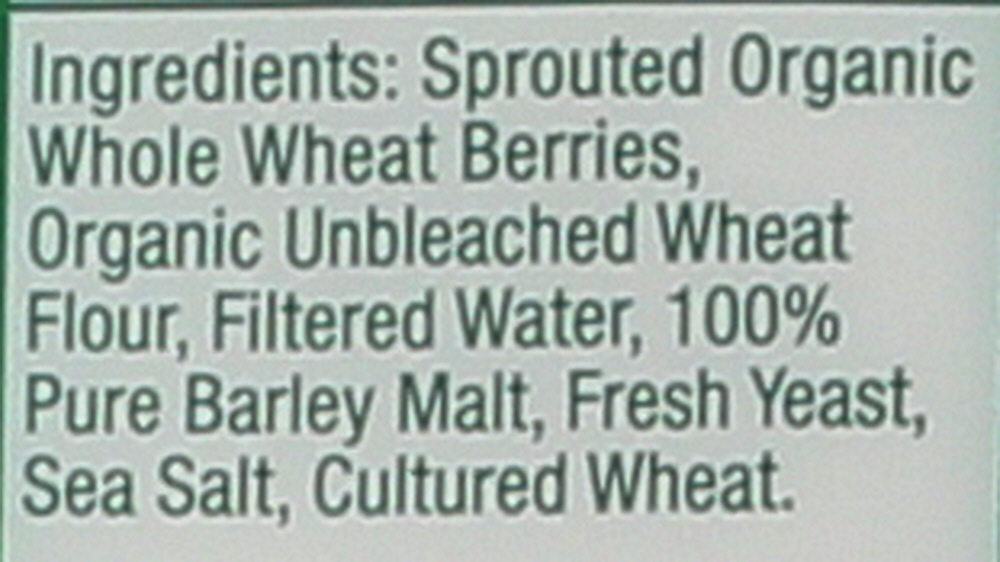 Ingredients: Sprouted Organic
Whole Wheat Berries,
Organic Unbleached Wheat
Flour, Filtered Water, 100%
Pure Barley Malt, Fresh Yeast,
Sea Salt, Cultured Wheat.